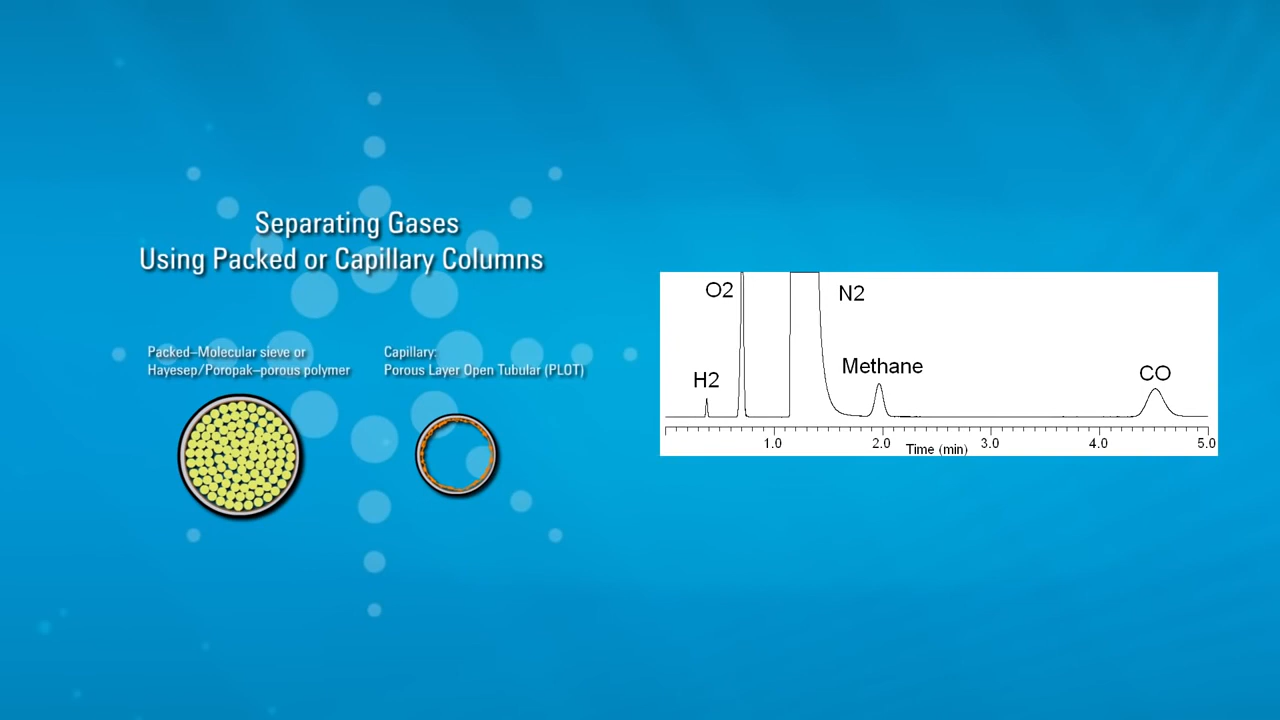 Separating Gases
Using Packed or Capillary Columns
Packed–Molecular sieve or
Hayesep/Poropak–porous polymer
Capillary:
Porous Layer Open Tubular (PLOT)
O2
N2
H2
Methane
CO
1.0 2.0 3.0 4.0 5.0
Time (min)